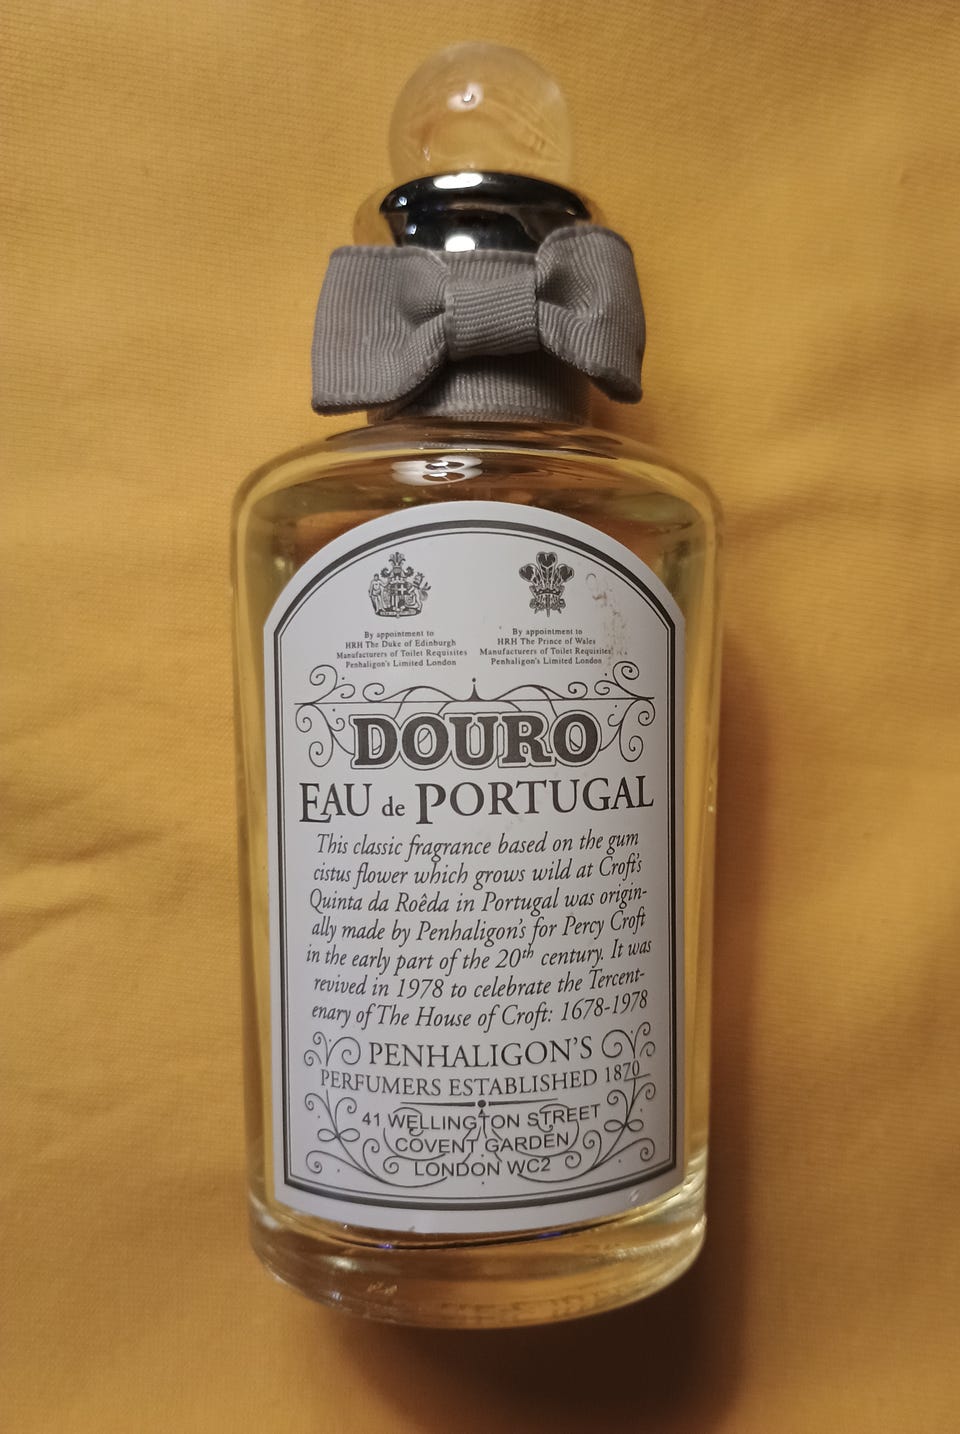 By appointment to
HRH The Duke of Edinburgh
Manufacturers of Toilet Requisites
Penhaligon's Limited London
By appointment to
HRH The Prince of Wales
Manufacturers of Toilet Requisites
Penhaligon's Limited London
DOURO
EAU de PORTUGAL
This classic fragrance based on the gum
cistus flower which grows wild at Croft's
Quinta da Roêda in Portugal was origin-
ally made by Penhaligon's for Percy Croft
in the early part of the 20th century. It was
revived in 1978 to celebrate the Tercent-
enary of The House of Croft: 1678-1978
PENHALIGON'S
PERFUMERS ESTABLISHED 1870
41 WELLINGTON STREET
COVENT GARDEN
LONDON WC2